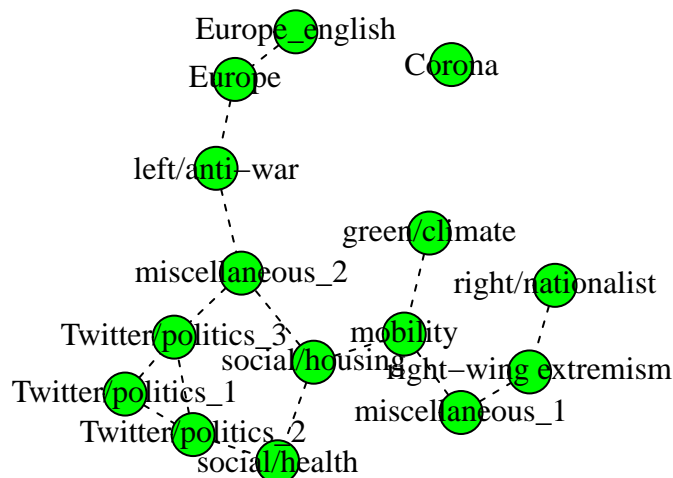 Europe_english
Corona
Europe
left/anti−war
green/climate
miscellaneous_2
right/nationalist
Twitter/politics_3
mobility
social/housing
right−wing extremism
Twitter/politics_1
miscellaneous_1
Twitter/politics_2
social/health